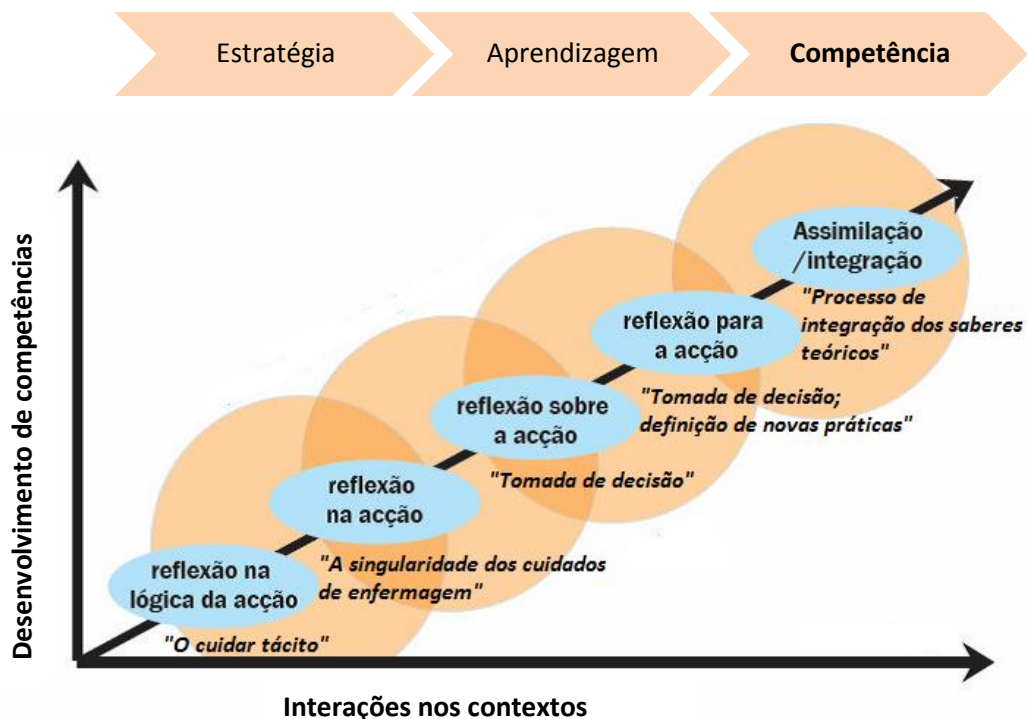 Estratégia
Aprendizagem
Competência
Desenvolvimento de competências
Assimilação
/integração
"Processo de
integração dos saberes
teóricos"
reflexão para
a acção
"Tomada de decisão;
definição de novas práticas"
reflexão sobre
a acção
"Tomada de decisão"
reflexão
na acção
"A singularidade dos cuidados
de enfermagem"
reflexão na
lógica da acção
"O cuidar tácito"
Interações nos contextos